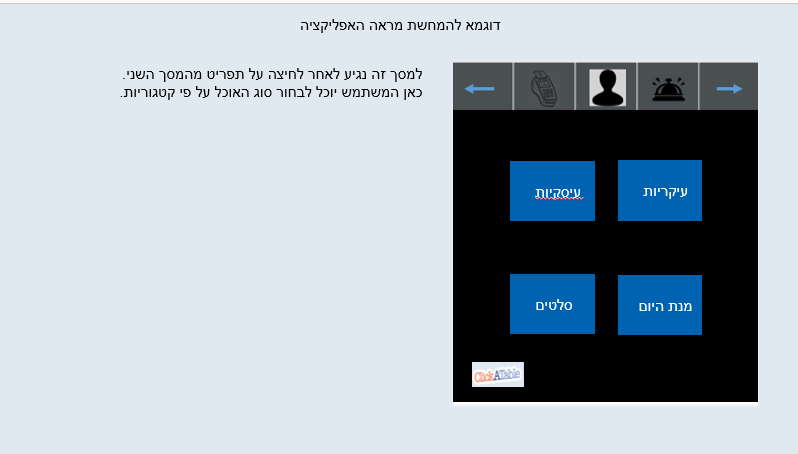 דוגמא להמחשת מראה האפליקציה
למסך זה נגיע לאחר לחיצה על תפריט מהמסך השני.
כאן המשתמש יוכל לבחור סוג האוכל על פי קטגוריות.
עיקריות
עיסקיות
מנת היום
סלטים
ClickATable